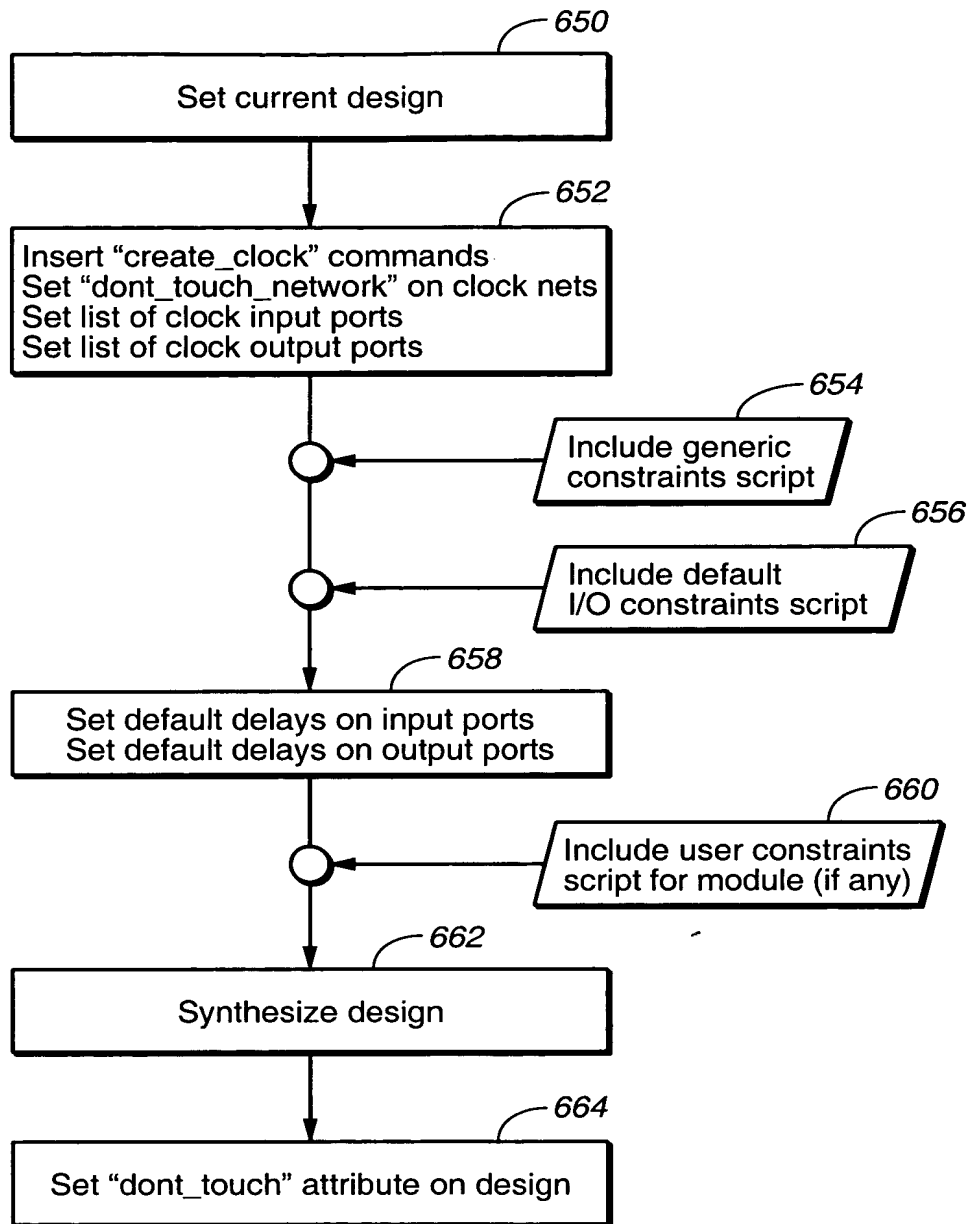 650
Set current design
652
Insert “create_clock” commands
Set “dont_touch_network” on clock nets
Set list of clock input ports
Set list of clock output ports
654
Include generic
constraints script
656
Include default
I/O constraints script
658
Set default delays on input ports
Set default delays on output ports
660
Include user constraints
script for module (if any)
662
Synthesize design
664
Set “dont_touch” attribute on design